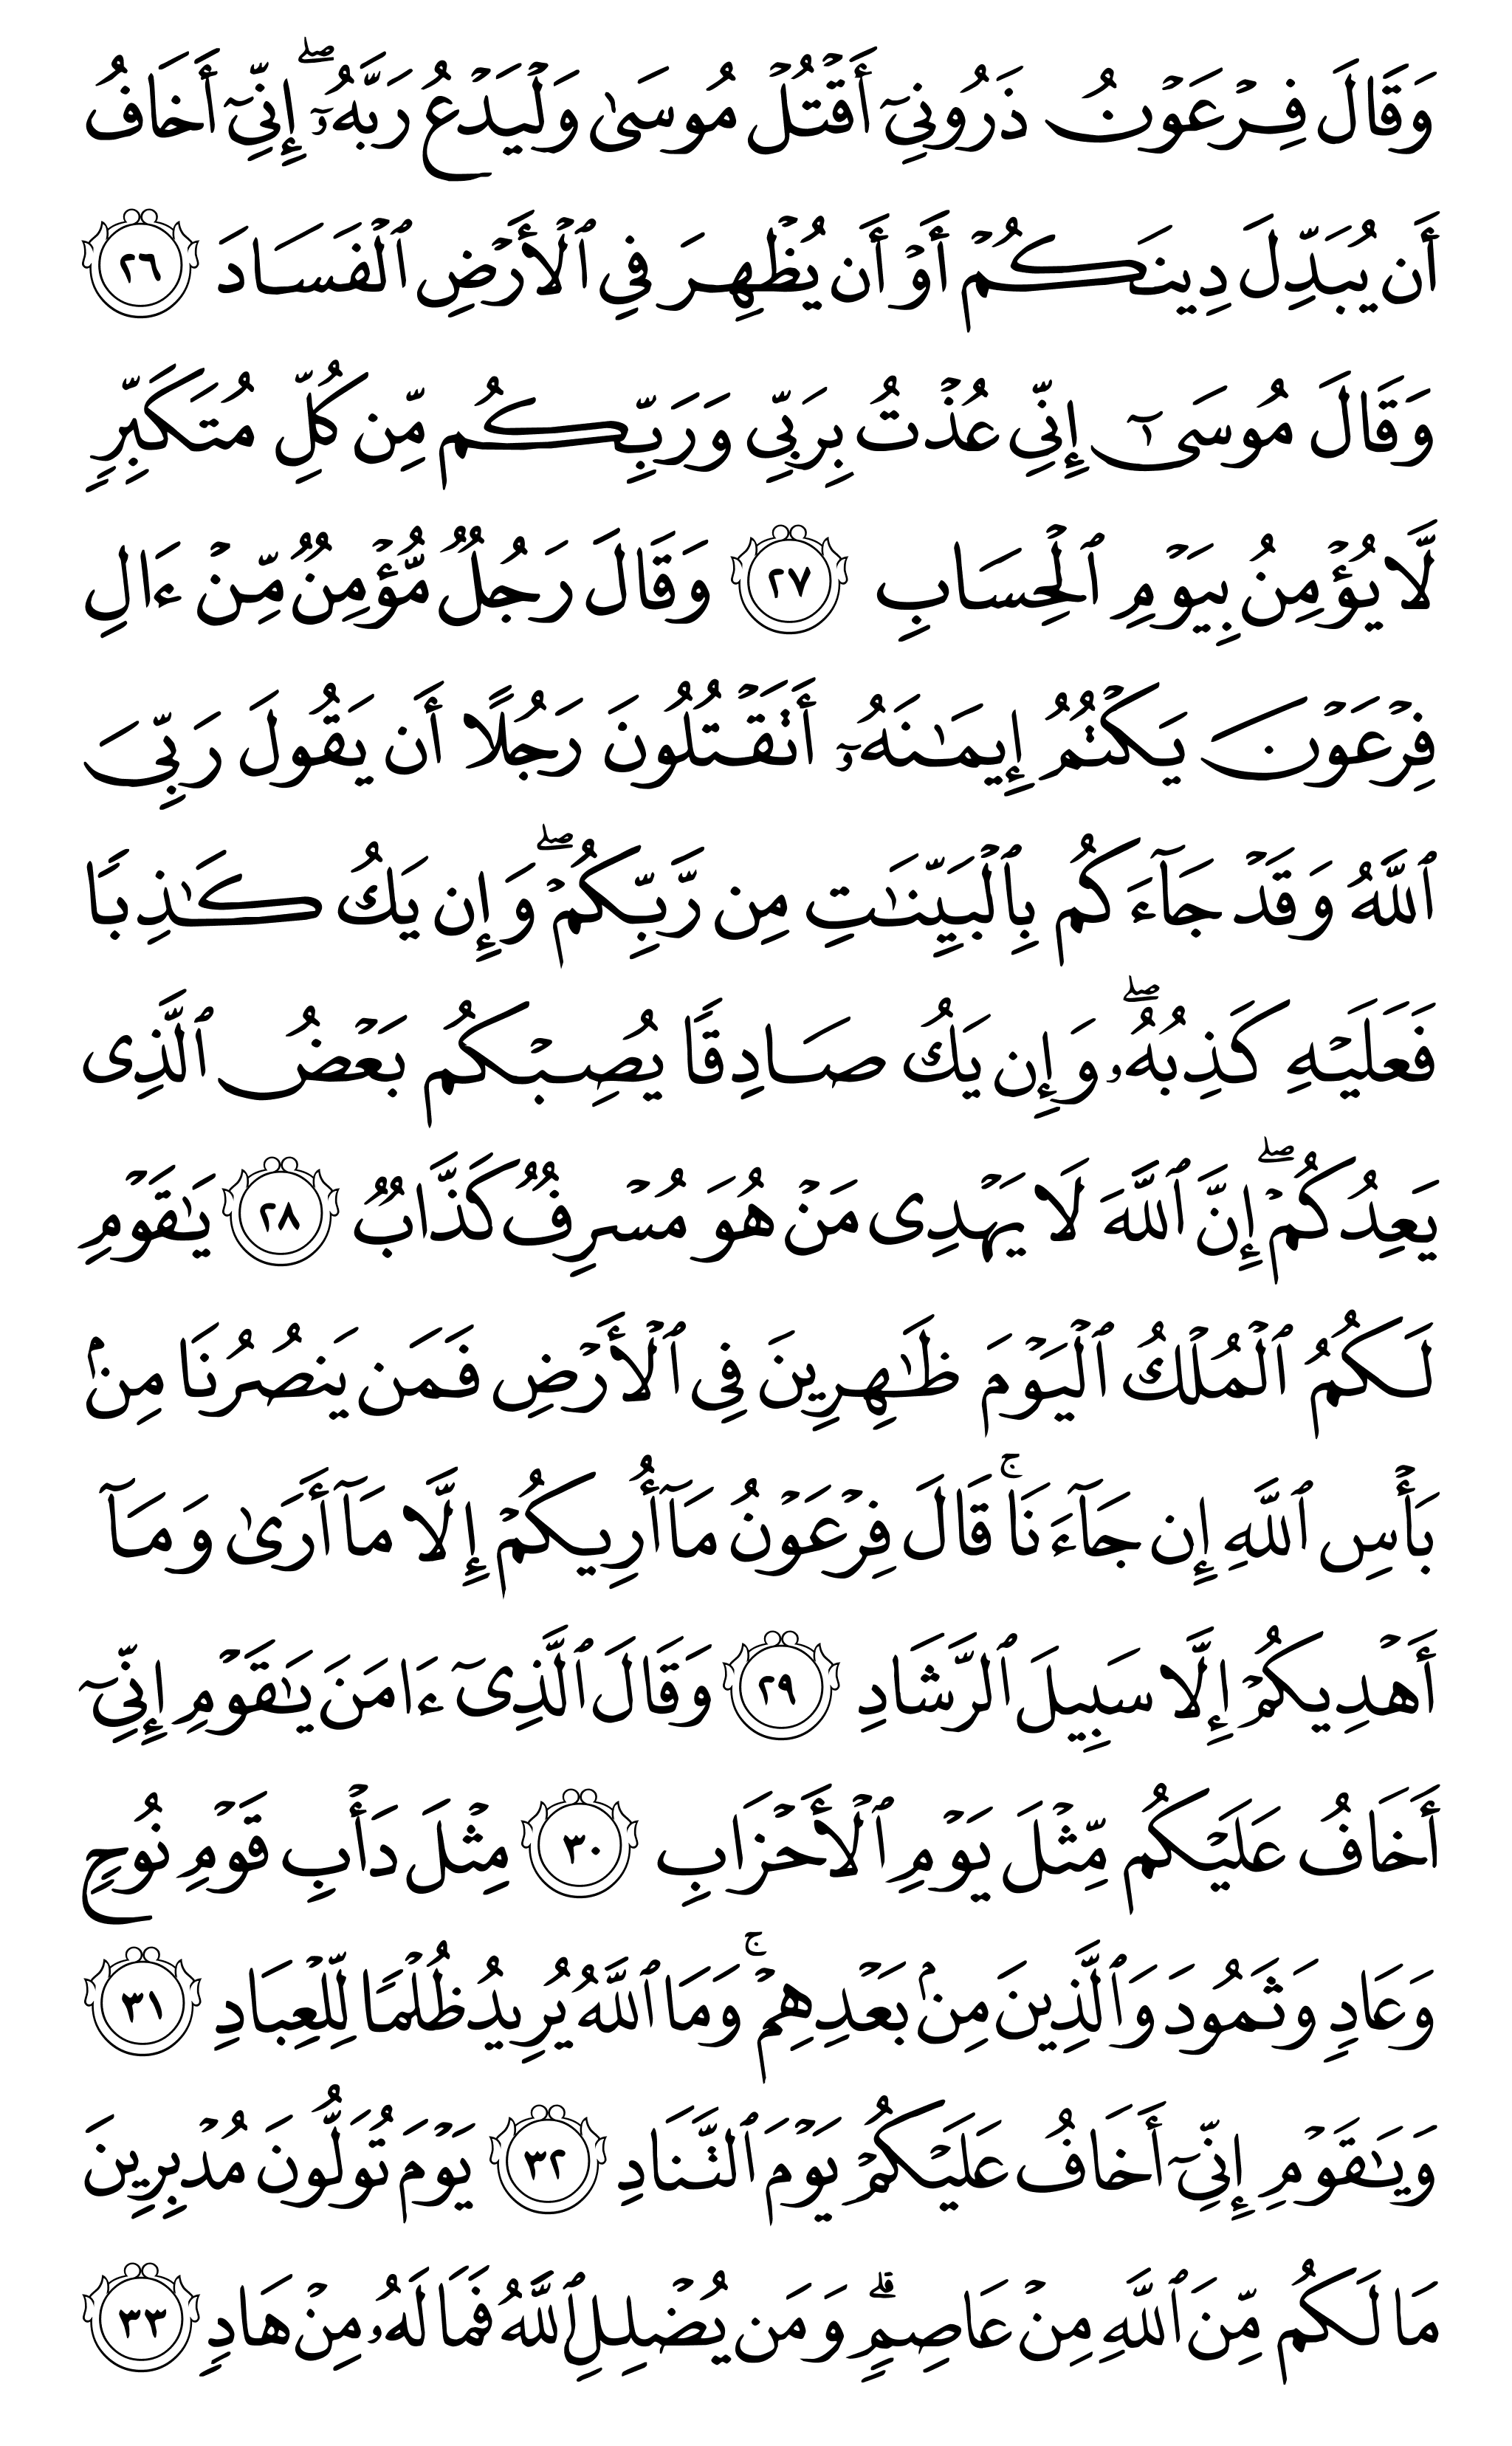 وَقَالَ فِرْعَوْنُ ذَرُونِىٓ أَقْتُلْ مُوسَىٰ وَلْيَدْعُ رَبَّهُۥٓ ۖ إِنِّىٓ أَخَافُ
أَن يُبَدِّلَ دِينَكُمْ أَوْ أَن يُظْهِرَ فِى ٱلْأَرْضِ ٱلْفَسَادَ ٢٦
وَقَالَ مُوسَىٰٓ إِنِّى عُذْتُ بِرَبِّى وَرَبِّكُم مِّن كُلِّ مُتَكَبِّرٍ
لَّا يُؤْمِنُ بِيَوْمِ ٱلْحِسَابِ ٢٧ وَقَالَ رَجُلٌ مُّؤْمِنٌ مِّنْ ءَالِ
فِرْعَوْنَ يَكْتُمُ إِيمَـٰنَهُۥٓ أَتَقْتُلُونَ رَجُلًا أَن يَقُولَ رَبِّىَ
ٱللَّهُ وَقَدْ جَآءَكُم بِٱلْبَيِّنَـٰتِ مِن رَّبِّكُمْ ۖ وَإِن يَكُ كَـٰذِبًا
فَعَلَيْهِ كَذِبُهُۥ ۖ وَإِن يَكُ صَادِقًا يُصِبْكُم بَعْضُ ٱلَّذِى
يَعِدُكُمْ ۖ إِنَّ ٱللَّهَ لَا يَهْدِى مَنْ هُوَ مُسْرِفٌ كَذَّابٌ ٢٨ يَـٰقَوْمِ
لَكُمُ ٱلْمُلْكُ ٱلْيَوْمَ ظَـٰهِرِينَ فِى ٱلْأَرْضِ فَمَن يَنصُرُنَا مِنۢ
بَأْسِ ٱللَّهِ إِن جَآءَنَا ۚ قَالَ فِرْعَوْنُ مَآ أُرِيكُمْ إِلَّا مَآ أَرَىٰ وَمَآ
أَهْدِيكُمْ إِلَّا سَبِيلَ ٱلرَّشَادِ ٢٩ وَقَالَ ٱلَّذِىٓ ءَامَنَ يَـٰقَوْمِ إِنِّىٓ
أَخَافُ عَلَيْكُم مِّثْلَ يَوْمِ ٱلْأَحْزَابِ ٣٠ مِثْلَ دَأْبِ قَوْمِ نُوحٍ
وَعَادٍ وَثَمُودَ وَٱلَّذِينَ مِنۢ بَعْدِهِمْ ۚ وَمَا ٱللَّهُ يُرِيدُ ظُلْمًا لِّلْعِبَادِ ٣١
وَيَـٰقَوْمِ إِنِّىٓ أَخَافُ عَلَيْكُمْ يَوْمَ ٱلتَّنَادِ ٣٢ يَوْمَ تُوَلُّونَ مُدْبِرِينَ
مَا لَكُم مِّنَ ٱللَّهِ مِنْ عَاصِمٍ ۗ وَمَن يُضْلِلِ ٱللَّهُ فَمَا لَهُۥ مِنْ هَادٍ ٣٣